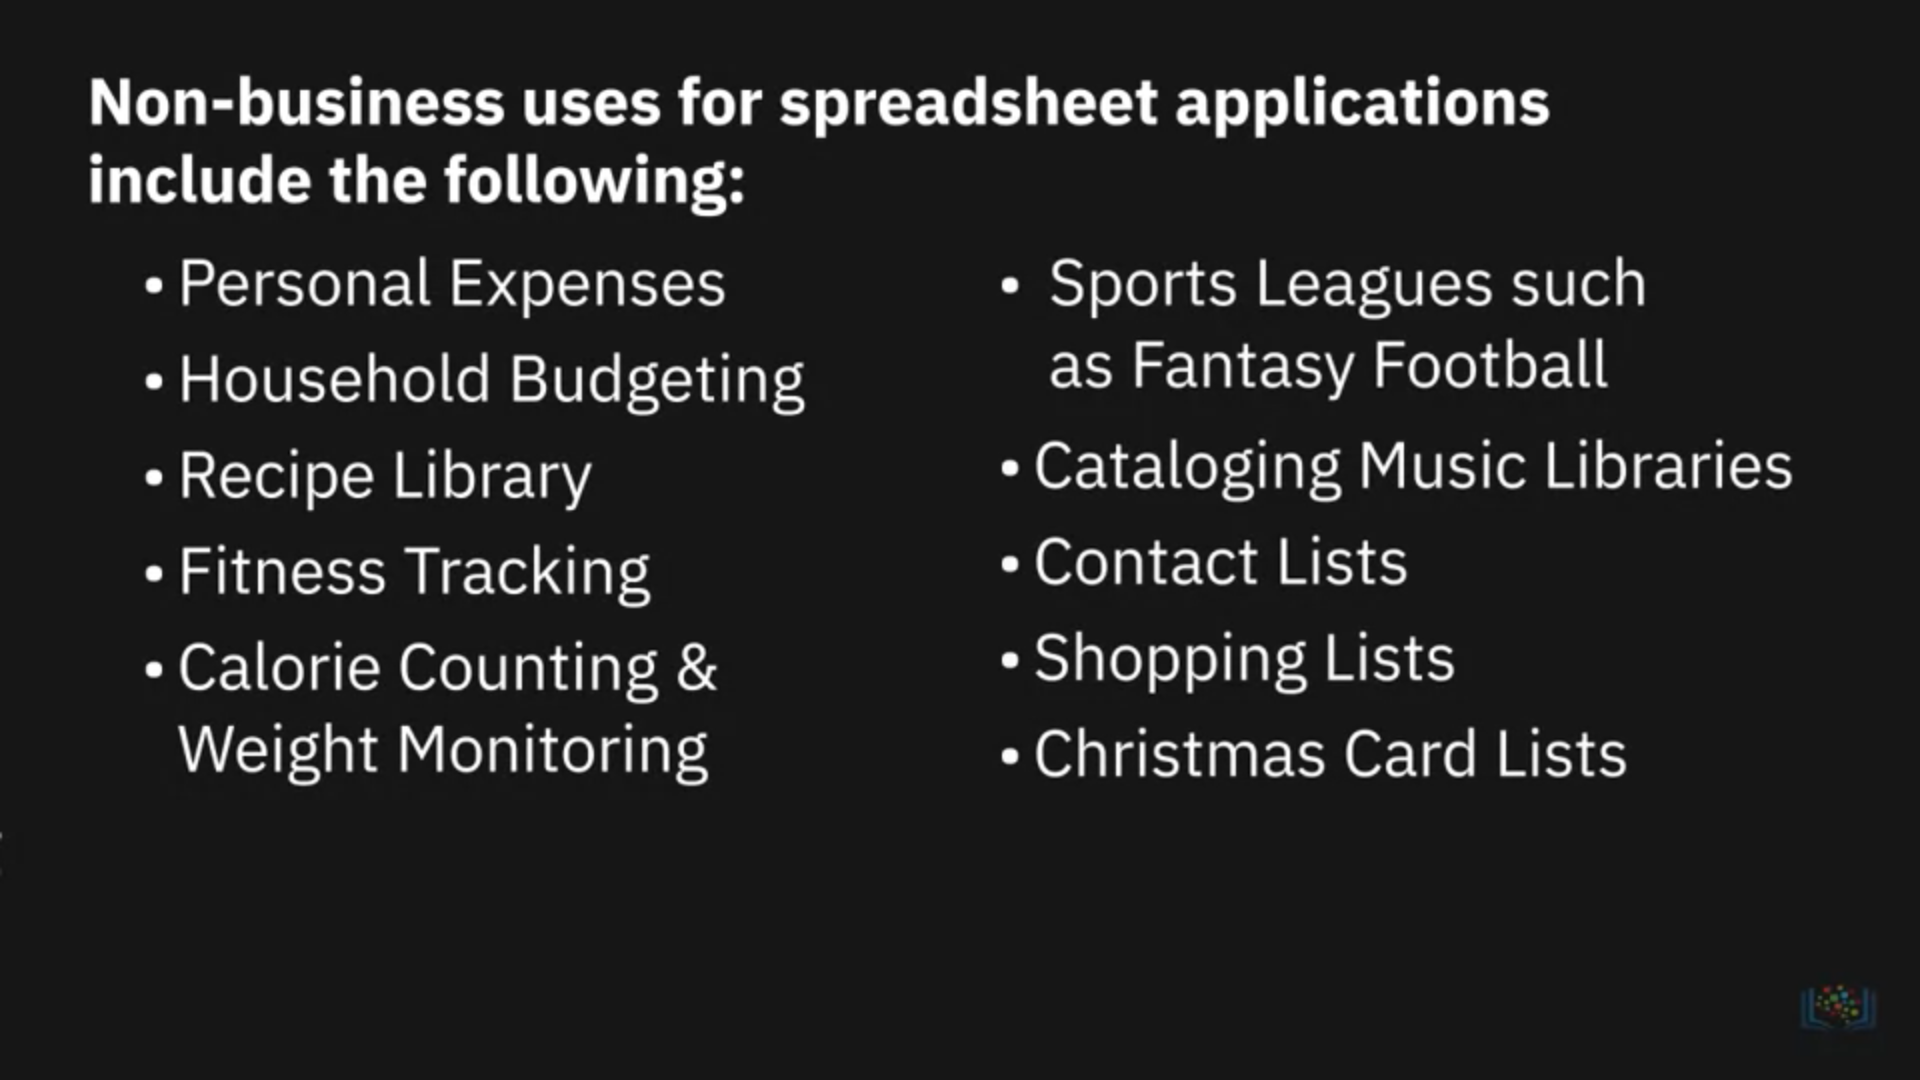 Non-business uses for spreadsheet applications
include the following:
• Personal Expenses
• Household Budgeting
• Recipe Library
• Fitness Tracking
• Calorie Counting &
Weight Monitoring
• Sports Leagues such
as Fantasy Football
• Cataloging Music Libraries
• Contact Lists
• Shopping Lists
• Christmas Card Lists